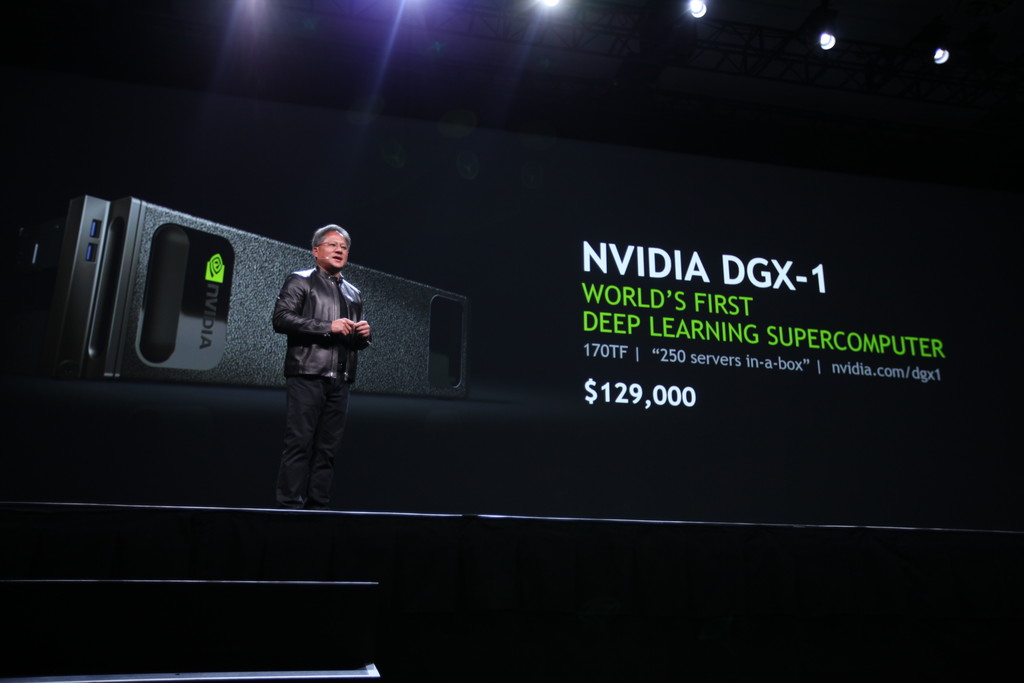 NVIDIA
NVIDIA DGX-1
WORLD'S FIRST
DEEP LEARNING SUPERCOMPUTER
170TF | “250 servers in-a-box” | nvidia.com/dgx1
$129,000